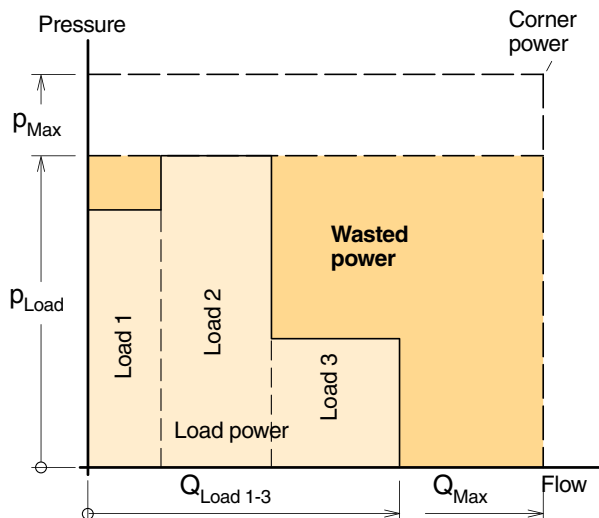 Pressure
Corner
power
pMax
Wasted
power
pLoad
Load 1
Load 2
Load 3
Load power
QLoad 1-3
QMax
Flow